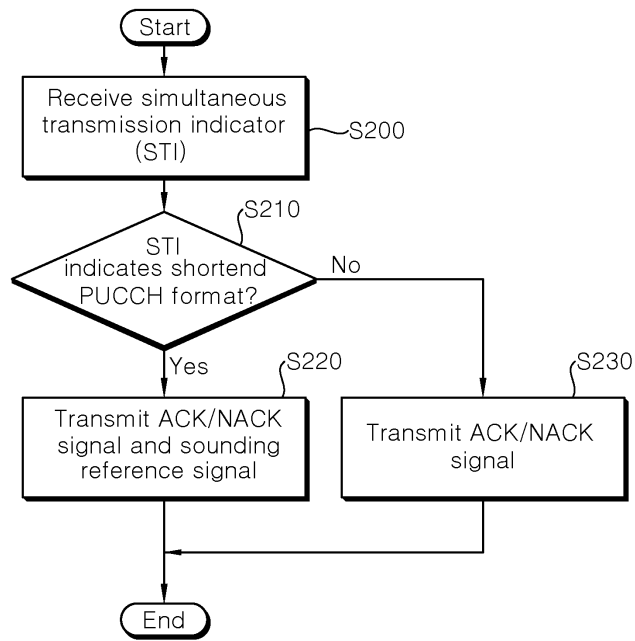 Start
Receive simultaneous
transmission indicator
(STI)
S200
S210
STI
indicates shortend
PUCCH format?
No
Yes
S220
Transmit ACK/NACK
signal and sounding
reference signal
S230
Transmit ACK/NACK
signal
End